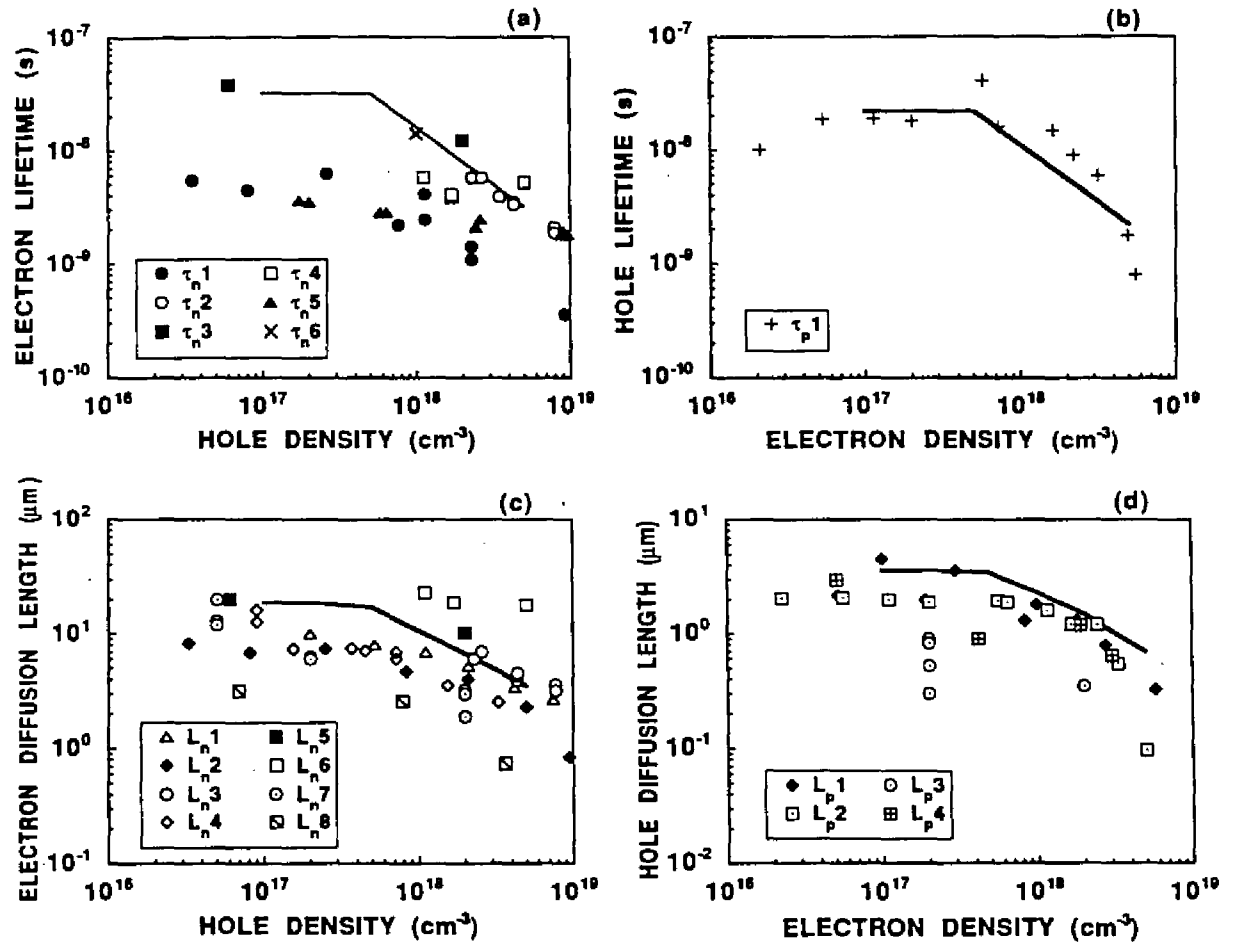 (a)
ELECTRON LIFETIME (s)
10⁻⁷
10⁻⁸
10⁻⁹
10⁻¹⁰
τₙ1 τₙ4
τₙ2 τₙ5
τₙ3 τₙ6
10¹⁶ 10¹⁷ 10¹⁸ 10¹⁹
HOLE DENSITY (cm⁻³)
(b)
HOLE LIFETIME (s)
10⁻⁷
10⁻⁸
10⁻⁹
10⁻¹⁰
τₚ1
10¹⁶ 10¹⁷ 10¹⁸ 10¹⁹
ELECTRON DENSITY (cm⁻³)
(c)
ELECTRON DIFFUSION LENGTH (μm)
10²
10¹
10⁰
10⁻¹
Lₙ1 Lₙ5
Lₙ2 Lₙ6
Lₙ3 Lₙ7
Lₙ4 Lₙ8
10¹⁶ 10¹⁷ 10¹⁸ 10¹⁹
HOLE DENSITY (cm⁻³)
(d)
HOLE DIFFUSION LENGTH (μm)
10¹
10⁰
10⁻¹
10⁻²
Lₚ1 Lₚ3
Lₚ2 Lₚ4
10¹⁶ 10¹⁷ 10¹⁸ 10¹⁹
ELECTRON DENSITY (cm⁻³)